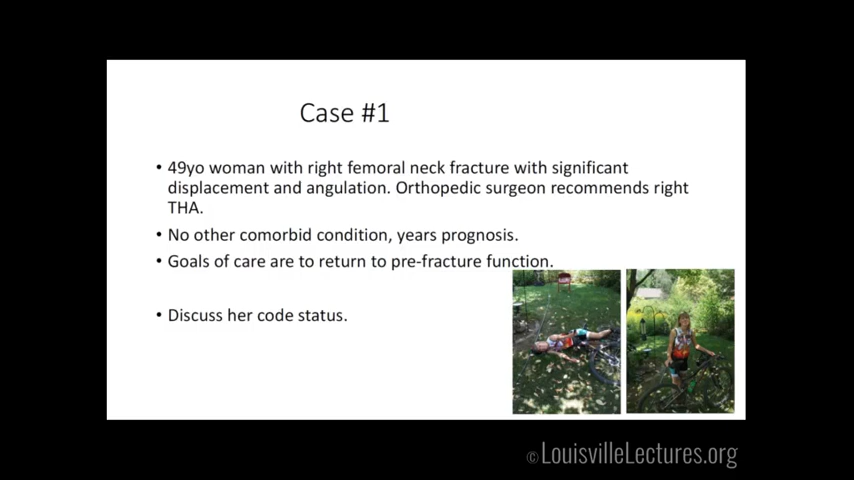 Case #1
• 49yo woman with right femoral neck fracture with significant
displacement and angulation. Orthopedic surgeon recommends right
THA.
• No other comorbid condition, years prognosis.
• Goals of care are to return to pre-fracture function.
• Discuss her code status.
© LouisvilleLectures.org